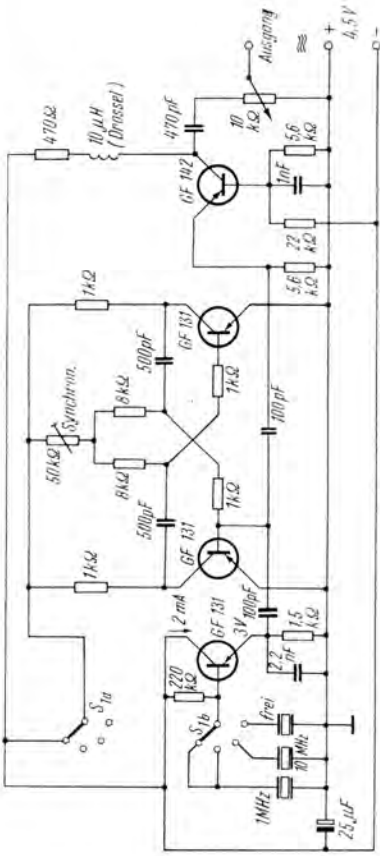 470Ω
10 µH
(Drossel)
470pF
Ausgang
10
kΩ
≈
+
4,5V
−
GF 142
5,6
kΩ
1nF
22
kΩ
5,6
kΩ
1kΩ
50kΩ
Synchron.
500pF
8kΩ
8kΩ
500pF
1kΩ
GF 131
1kΩ
1kΩ
GF 131
100pF
100pF
2 mA
GF 131
3V
220
kΩ
1,5
kΩ
2,2
nF
S1a
S1b
frei
10 MHz
1MHz
25µF